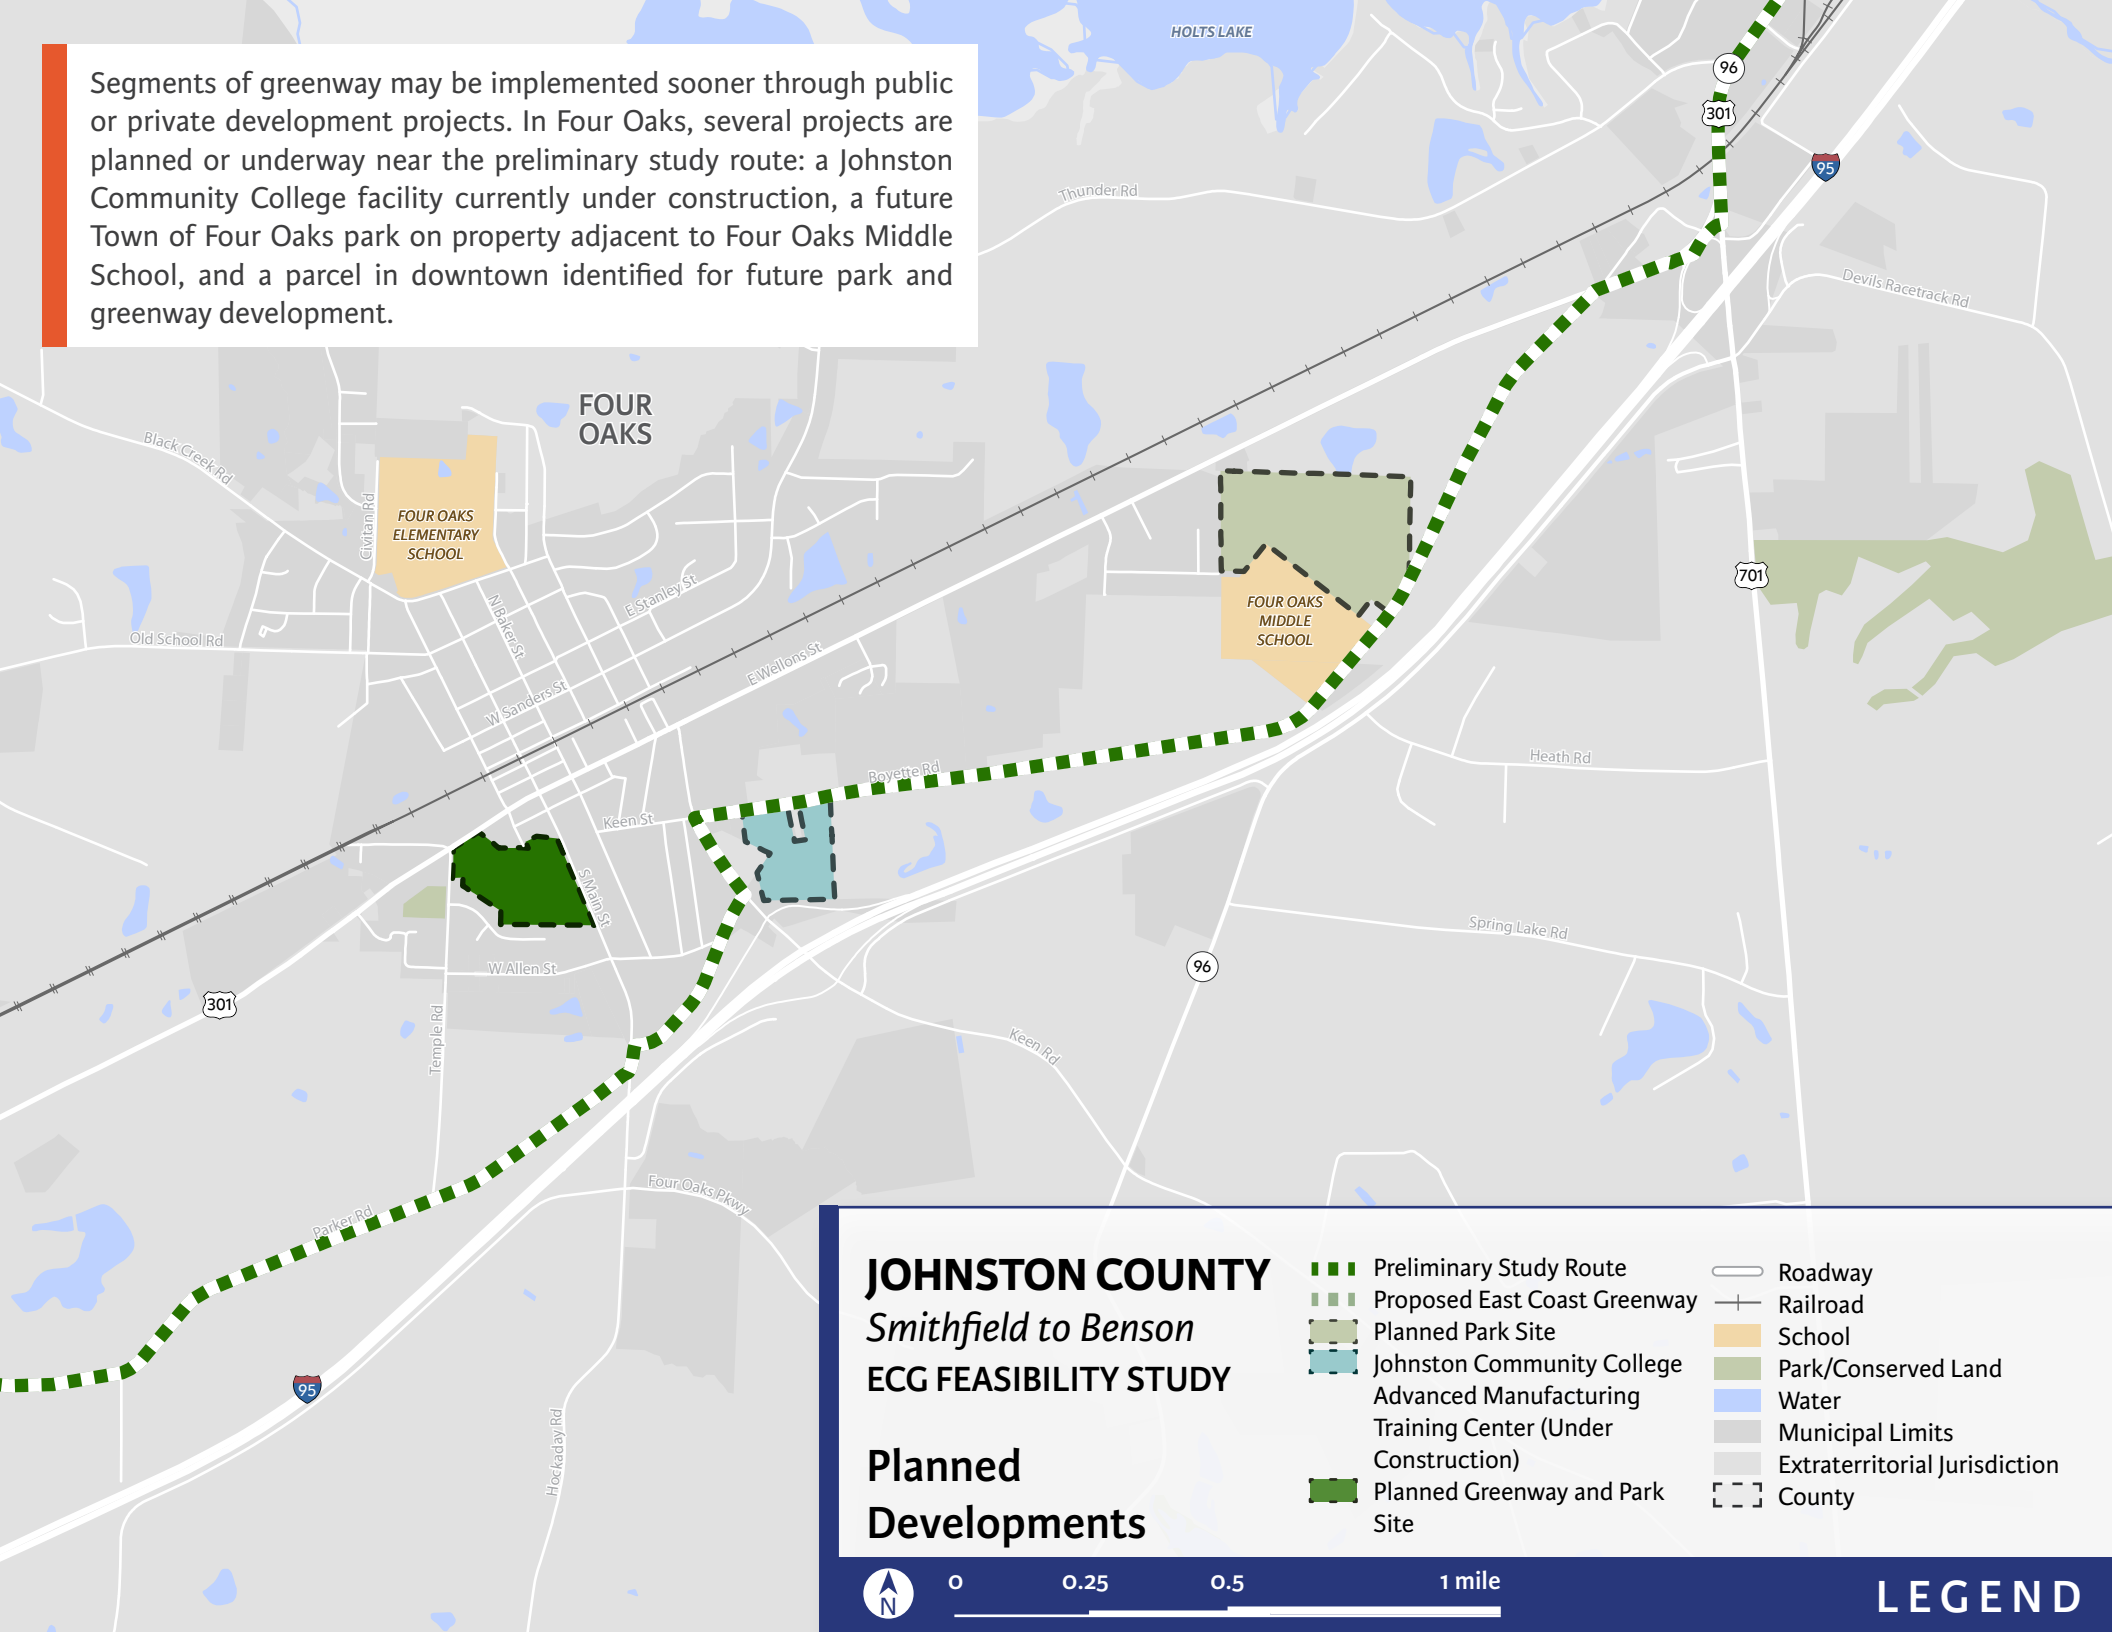 HOLTS LAKE
Segments of greenway may be implemented sooner through public
or private development projects. In Four Oaks, several projects are
planned or underway near the preliminary study route: a Johnston
Community College facility currently under construction, a future
Town of Four Oaks park on property adjacent to Four Oaks Middle
School, and a parcel in downtown identified for future park and
greenway development.
96
301
95
Thunder Rd
Devils Racetrack Rd
FOUR
OAKS
Black Creek Rd
Civitan Rd
FOUR OAKS
ELEMENTARY
SCHOOL
701
N Baker St
E Stanley St
FOUR OAKS
MIDDLE
SCHOOL
Old School Rd
E Wellons St
W Sanders St
Heath Rd
Boyette Rd
Keen St
S Main St
Spring Lake Rd
W Allen St
96
301
Temple Rd
Keen Rd
Four Oaks Pkwy
Parker Rd
95
Hockaday Rd
JOHNSTON COUNTY
Smithfield to Benson
ECG FEASIBILITY STUDY
Planned
Developments
Preliminary Study Route
Proposed East Coast Greenway
Planned Park Site
Johnston Community College
Advanced Manufacturing
Training Center (Under
Construction)
Planned Greenway and Park
Site
Roadway
Railroad
School
Park/Conserved Land
Water
Municipal Limits
Extraterritorial Jurisdiction
County
N
0 0.25 0.5 1 mile
LEGEND